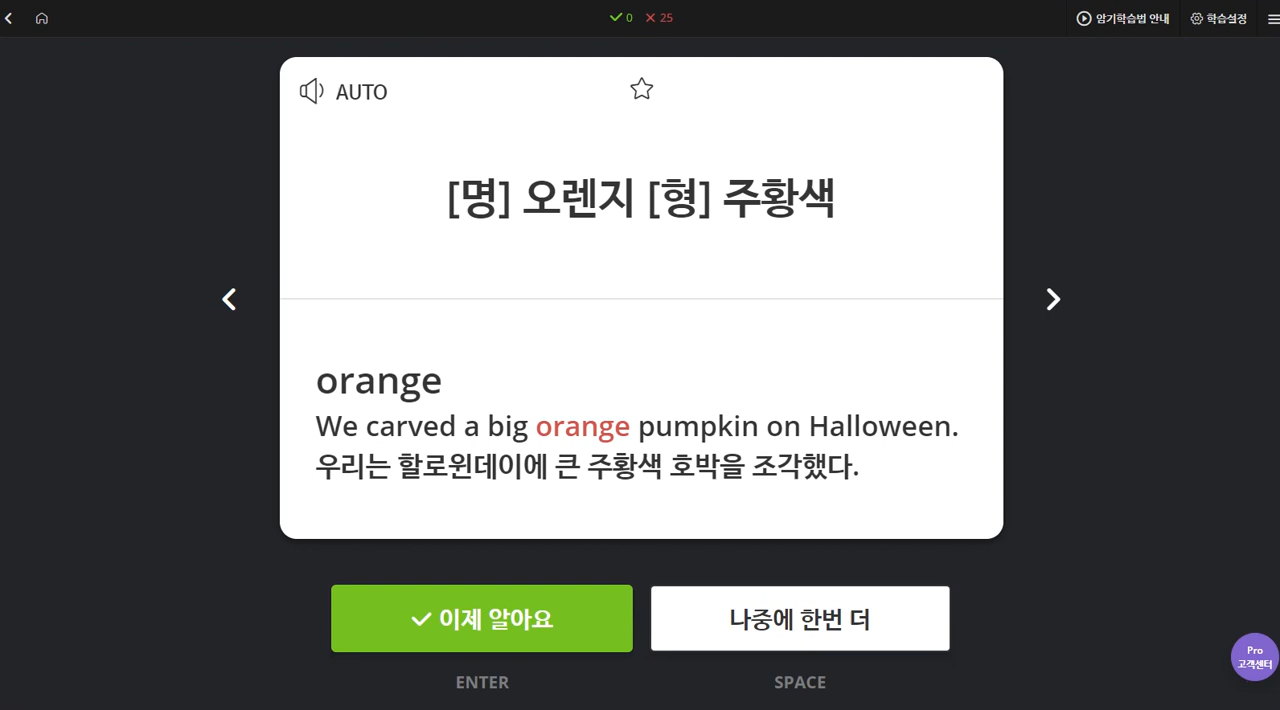 0 25
암기학습법 안내
학습설정
AUTO
[명] 오렌지 [형] 주황색
orange
We carved a big orange pumpkin on Halloween.
우리는 할로윈데이에 큰 주황색 호박을 조각했다.
이제 알아요
나중에 한번 더
ENTER
SPACE
Pro
고객센터